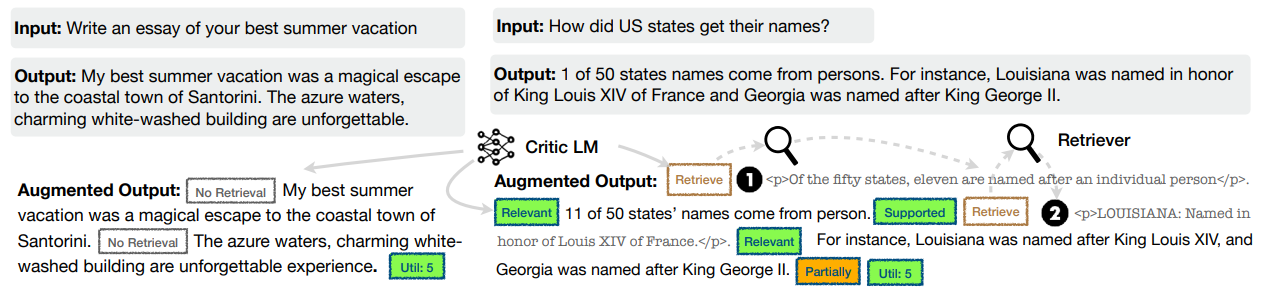 Input: Write an essay of your best summer vacation
Output: My best summer vacation was a magical escape
to the coastal town of Santorini. The azure waters,
charming white-washed building are unforgettable.
Input: How did US states get their names?
Output: 1 of 50 states names come from persons. For instance, Louisiana was named in honor
of King Louis XIV of France and Georgia was named after King George II.
Critic LM
Retriever
Augmented Output: No Retrieval My best summer
vacation was a magical escape to the coastal town of
Santorini. No Retrieval The azure waters, charming white-
washed building are unforgettable experience. Util: 5
Augmented Output: Retrieve 1 <p>Of the fifty states, eleven are named after an individual person</p>.
Relevant 11 of 50 states' names come from person. Supported Retrieve 2 <p>LOUISIANA: Named in
honor of Louis XIV of France.</p>. Relevant For instance, Louisiana was named after King Louis XIV, and
Georgia was named after King George II. Partially Util: 5